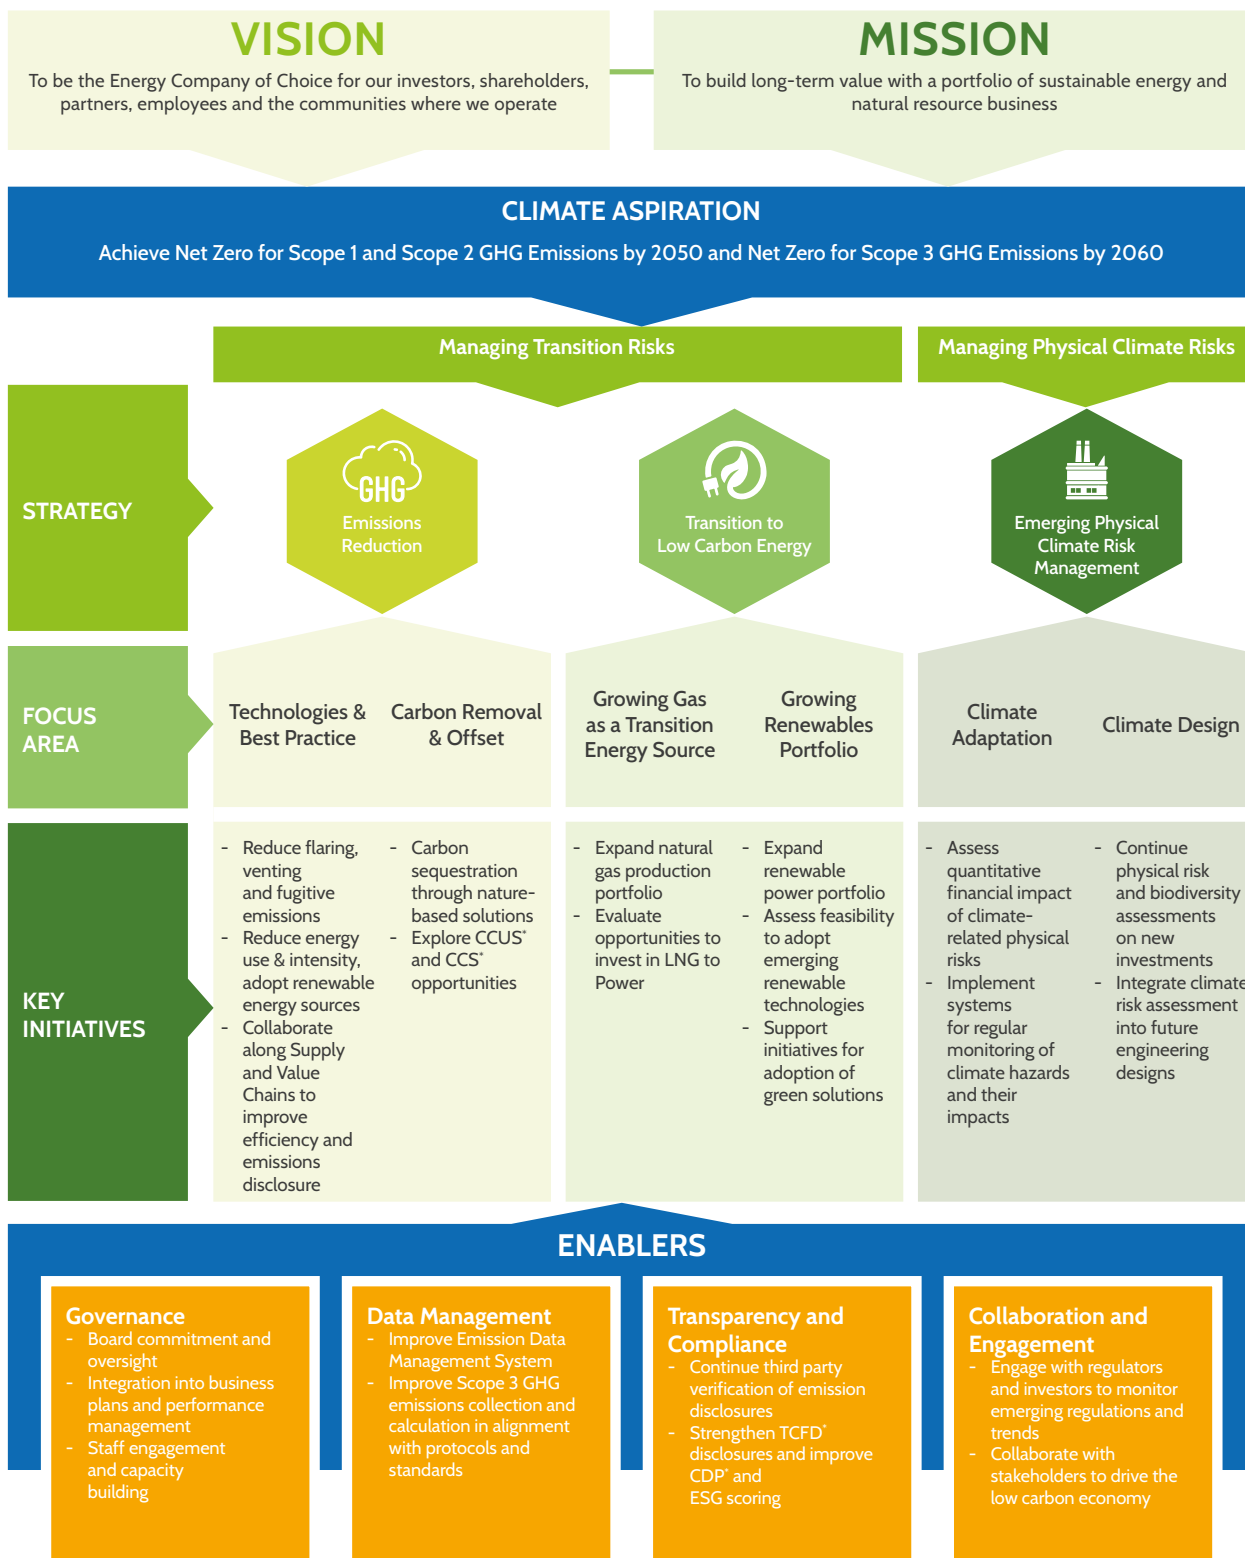 VISION
To be the Energy Company of Choice for our investors, shareholders,
partners, employees and the communities where we operate
MISSION
To build long-term value with a portfolio of sustainable energy and
natural resource business
CLIMATE ASPIRATION
Achieve Net Zero for Scope 1 and Scope 2 GHG Emissions by 2050 and Net Zero for Scope 3 GHG Emissions by 2060
Managing Transition Risks
Managing Physical Climate Risks
STRATEGY
GHG
Emissions
Reduction
Transition to
Low Carbon Energy
Emerging Physical
Climate Risk
Management
FOCUS
AREA
Technologies &
Best Practice
Carbon Removal
& Offset
Growing Gas
as a Transition
Energy Source
Growing
Renewables
Portfolio
Climate
Adaptation
Climate Design
KEY
INITIATIVES
- Reduce flaring,
venting
and fugitive
emissions
- Reduce energy
use & intensity,
adopt renewable
energy sources
- Collaborate
along Supply
and Value
Chains to
improve
efficiency and
emissions
disclosure
- Carbon
sequestration
through nature-
based solutions
- Explore CCUS*
and CCS*
opportunities
- Expand natural
gas production
portfolio
- Evaluate
opportunities to
invest in LNG to
Power
- Expand
renewable
power portfolio
- Assess feasibility
to adopt
emerging
renewable
technologies
- Support
initiatives for
adoption of
green solutions
- Assess
quantitative
financial impact
of climate-
related physical
risks
- Implement
systems
for regular
monitoring of
climate hazards
and their
impacts
- Continue
physical risk
and biodiversity
assessments
on new
investments
- Integrate climate
risk assessment
into future
engineering
designs
ENABLERS
Governance
- Board commitment and
oversight
- Integration into business
plans and performance
management
- Staff engagement
and capacity
building
Data Management
- Improve Emission Data
Management System
- Improve Scope 3 GHG
emissions collection and
calculation in alignment
with protocols and
standards
Transparency and
Compliance
- Continue third party
verification of emission
disclosures
- Strengthen TCFD*
disclosures and improve
CDP* and
ESG scoring
Collaboration and
Engagement
- Engage with regulators
and investors to monitor
emerging regulations and
trends
- Collaborate with
stakeholders to drive the
low carbon economy